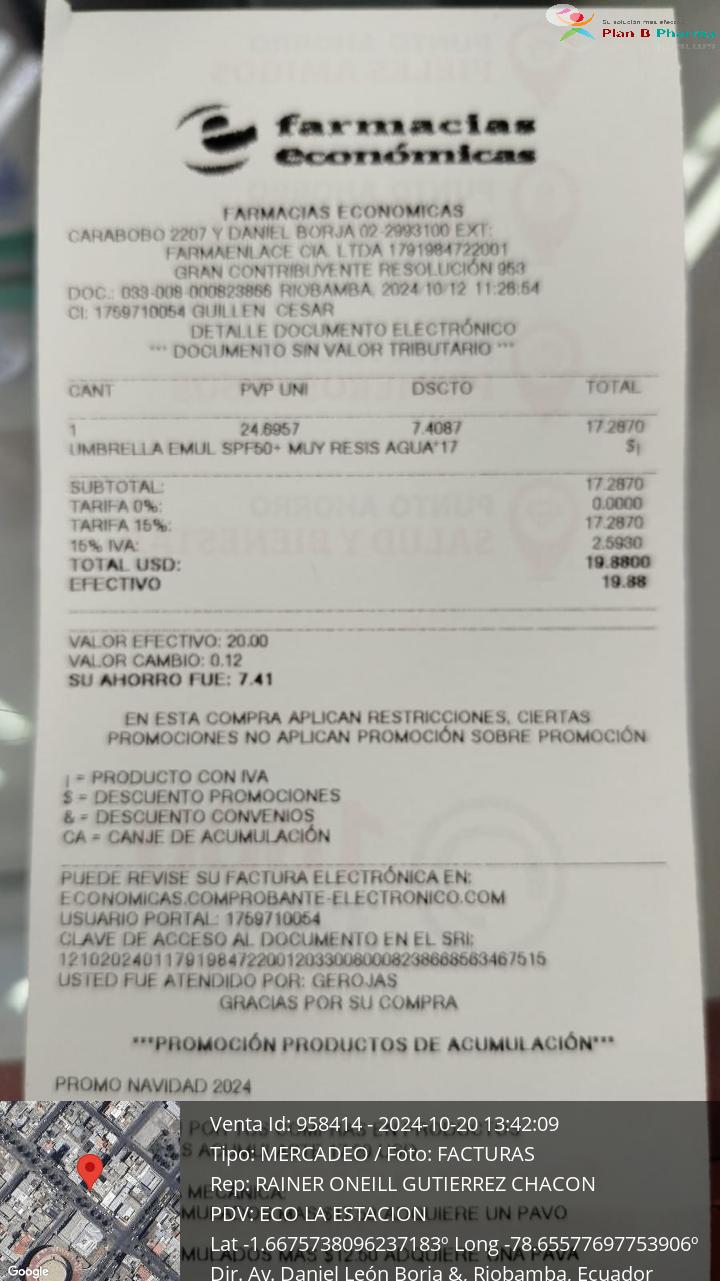 Su solución más efectiva
Plan B Pharma
farmacias
económicas
FARMACIAS ECONOMICAS
CARABOBO 2207 Y DANIEL BORJA 02-2993100 EXT:
FARMAENLACE CIA. LTDA 1791984722001
GRAN CONTRIBUYENTE RESOLUCIÓN 953
DOC.: 033-008-000823866 RIOBAMBA, 2024/10/12 11:26:54
CI: 1759710054 GUILLEN CESAR
DETALLE DOCUMENTO ELECTRÓNICO
*** DOCUMENTO SIN VALOR TRIBUTARIO ***
CANT PVP UNI DSCTO TOTAL
1 24.6957 7.4087 17.2870
UMBRELLA EMUL SPF50+ MUY RESIS AGUA*17 $¡
SUBTOTAL: 17.2870
TARIFA 0%: 0.0000
TARIFA 15%: 17.2870
15% IVA: 2.5930
TOTAL USD: 19.8800
EFECTIVO 19.88
VALOR EFECTIVO: 20.00
VALOR CAMBIO: 0.12
SU AHORRO FUE: 7.41
EN ESTA COMPRA APLICAN RESTRICCIONES, CIERTAS
PROMOCIONES NO APLICAN PROMOCIÓN SOBRE PROMOCIÓN
¡ = PRODUCTO CON IVA
$ = DESCUENTO PROMOCIONES
& = DESCUENTO CONVENIOS
CA = CANJE DE ACUMULACIÓN
PUEDE REVISE SU FACTURA ELECTRÓNICA EN:
ECONOMICAS.COMPROBANTE-ELECTRONICO.COM
USUARIO PORTAL: 1759710054
CLAVE DE ACCESO AL DOCUMENTO EN EL SRI:
1210202401179198472200120330080008238668563467515
USTED FUE ATENDIDO POR: GEROJAS
GRACIAS POR SU COMPRA
***PROMOCIÓN PRODUCTOS DE ACUMULACIÓN***
PROMO NAVIDAD 2024
Venta Id: 958414 - 2024-10-20 13:42:09
Tipo: MERCADEO / Foto: FACTURAS
Rep: RAINER ONEILL GUTIERREZ CHACON
PDV: ECO LA ESTACION
Lat -1.6675738096237183º Long -78.65577697753906º
Dir. Av. Daniel León Borja &, Riobamba, Ecuador
Google